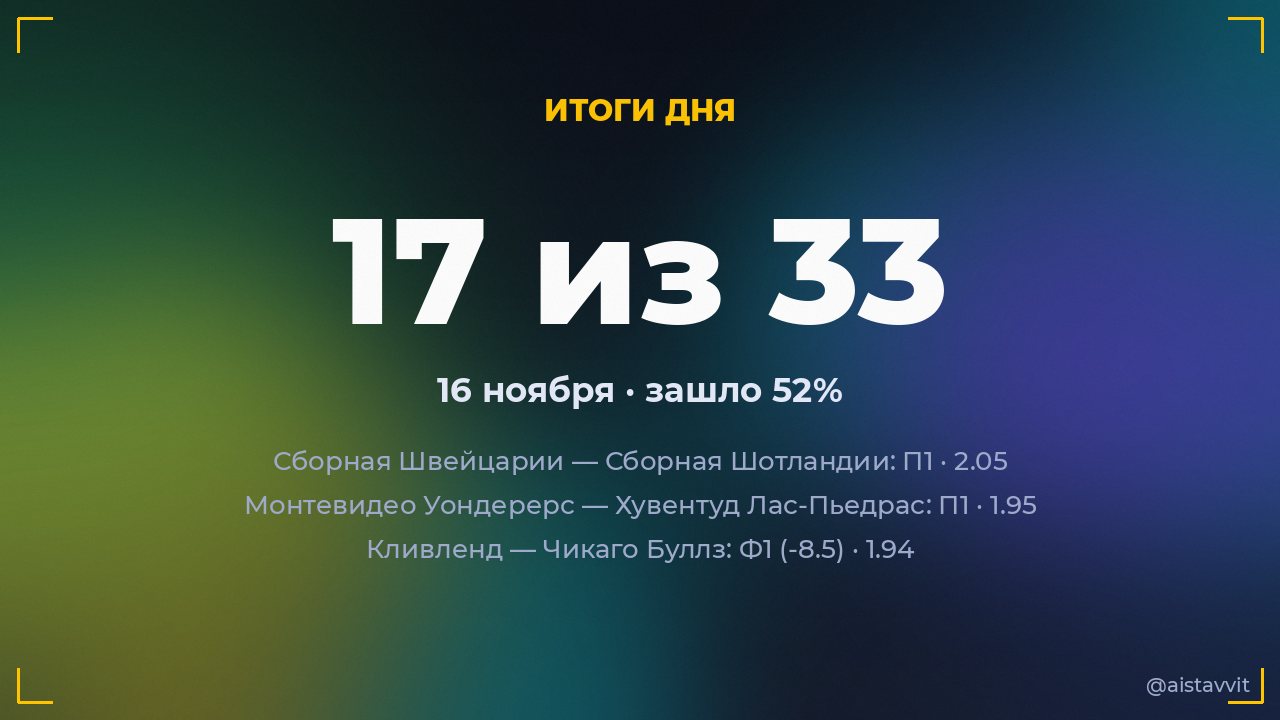 ИТОГИ ДНЯ
17 из 33
16 ноября · зашло 52%
Сборная Швейцарии — Сборная Шотландии: П1 · 2.05
Монтевидео Уондерерс — Хувентуд Лас-Пьедрас: П1 · 1.95
Кливленд — Чикаго Буллз: Ф1 (-8.5) · 1.94
@aistavvit